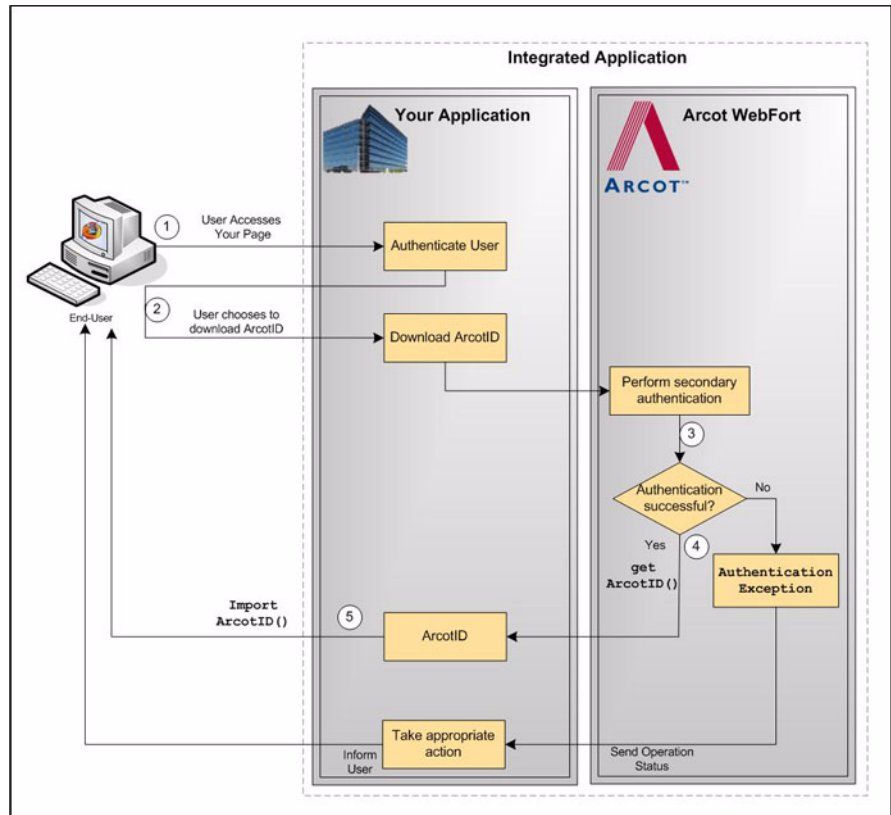 Integrated Application
Your Application
Arcot WebFort
ARCOT™
1
User Accesses
Your Page
Authenticate User
End-User
2
User chooses to
download ArcotID
Download ArcotID
Perform secondary
authentication
3
Authentication
successful?
No
Yes
4
get
ArcotID()
Authentication
Exception
Import
ArcotID()
5
ArcotID
Take appropriate
action
Inform
User
Send Operation
Status